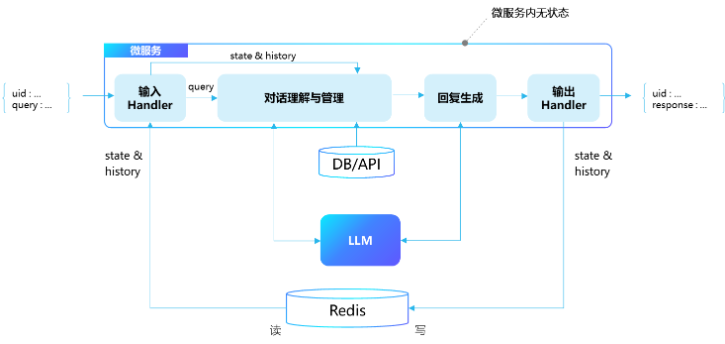 微服务内无状态
微服务
state & history
uid : ...
query : ...
输入
Handler
query
对话理解与管理
回复生成
输出
Handler
uid : ...
response : ...
state &
history
DB/API
state &
history
LLM
Redis
读
写